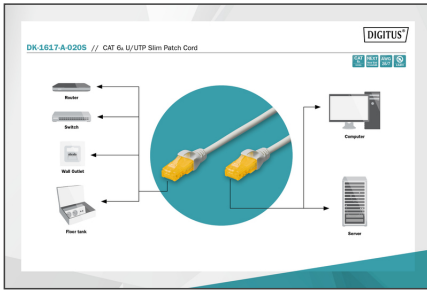 DIGITUS®
DK-1617-A-020S // CAT 6A U/UTP Slim Patch Cord
Router
Switch
Wall Outlet
Floor tank
Computer
Server